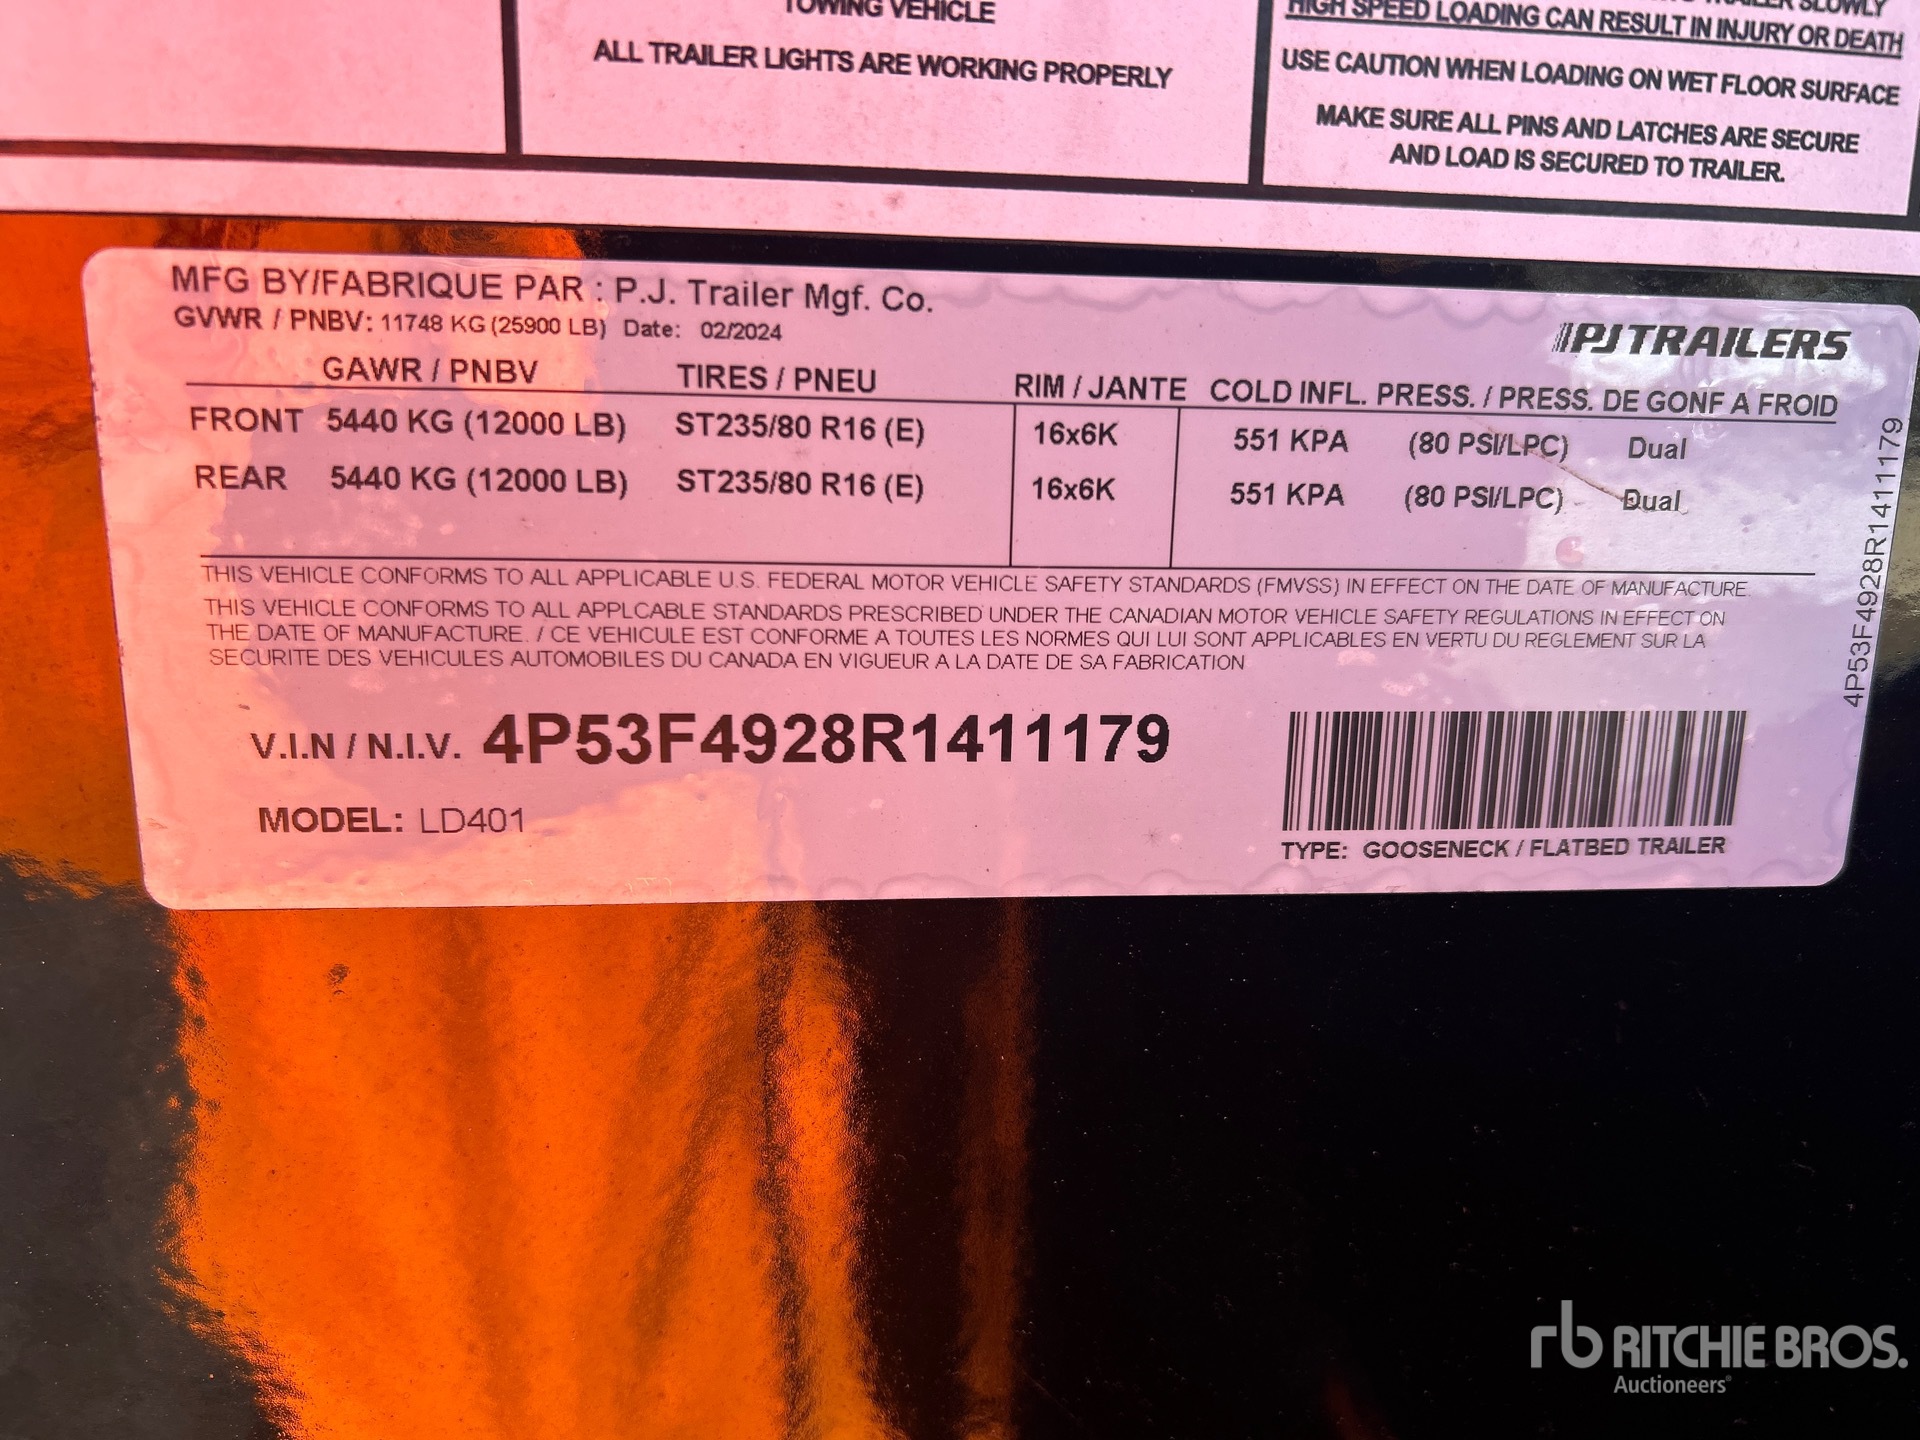 TOWING VEHICLE
ALL TRAILER LIGHTS ARE WORKING PROPERLY
TRAILER SLOWLY
HIGH SPEED LOADING CAN RESULT IN INJURY OR DEATH
USE CAUTION WHEN LOADING ON WET FLOOR SURFACE
MAKE SURE ALL PINS AND LATCHES ARE SECURE
AND LOAD IS SECURED TO TRAILER.
MFG BY/FABRIQUE PAR : P.J. Trailer Mgf. Co.
GVWR / PNBV: 11748 KG (25900 LB) Date: 02/2024
PJ TRAILERS
GAWR / PNBV TIRES / PNEU RIM / JANTE COLD INFL. PRESS. / PRESS. DE GONF A FROID
FRONT 5440 KG (12000 LB) ST235/80 R16 (E) 16x6K 551 KPA (80 PSI/LPC) Dual
REAR 5440 KG (12000 LB) ST235/80 R16 (E) 16x6K 551 KPA (80 PSI/LPC) Dual
THIS VEHICLE CONFORMS TO ALL APPLICABLE U.S. FEDERAL MOTOR VEHICLE SAFETY STANDARDS (FMVSS) IN EFFECT ON THE DATE OF MANUFACTURE.
THIS VEHICLE CONFORMS TO ALL APPLCABLE STANDARDS PRESCRIBED UNDER THE CANADIAN MOTOR VEHICLE SAFETY REGULATIONS IN EFFECT ON
THE DATE OF MANUFACTURE. / CE VEHICULE EST CONFORME A TOUTES LES NORMES QUI LUI SONT APPLICABLES EN VERTU DU REGLEMENT SUR LA
SECURITE DES VEHICULES AUTOMOBILES DU CANADA EN VIGUEUR A LA DATE DE SA FABRICATION
V.I.N / N.I.V. 4P53F4928R1411179
MODEL: LD401
TYPE: GOOSENECK / FLATBED TRAILER
4P53F4928R1411179
rb RITCHIE BROS.
Auctioneers